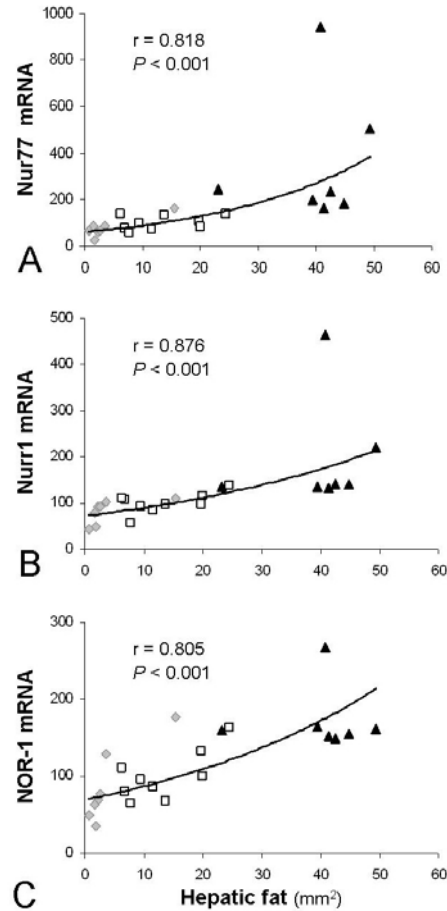 1000
800
600
400
200
0
Nur77 mRNA
r = 0.818
P < 0.001
0 10 20 30 40 50 60
A
500
400
300
200
100
0
Nurr1 mRNA
r = 0.876
P < 0.001
0 10 20 30 40 50 60
B
300
200
100
0
NOR-1 mRNA
r = 0.805
P < 0.001
0 10 20 30 40 50 60
C
Hepatic fat (mm²)